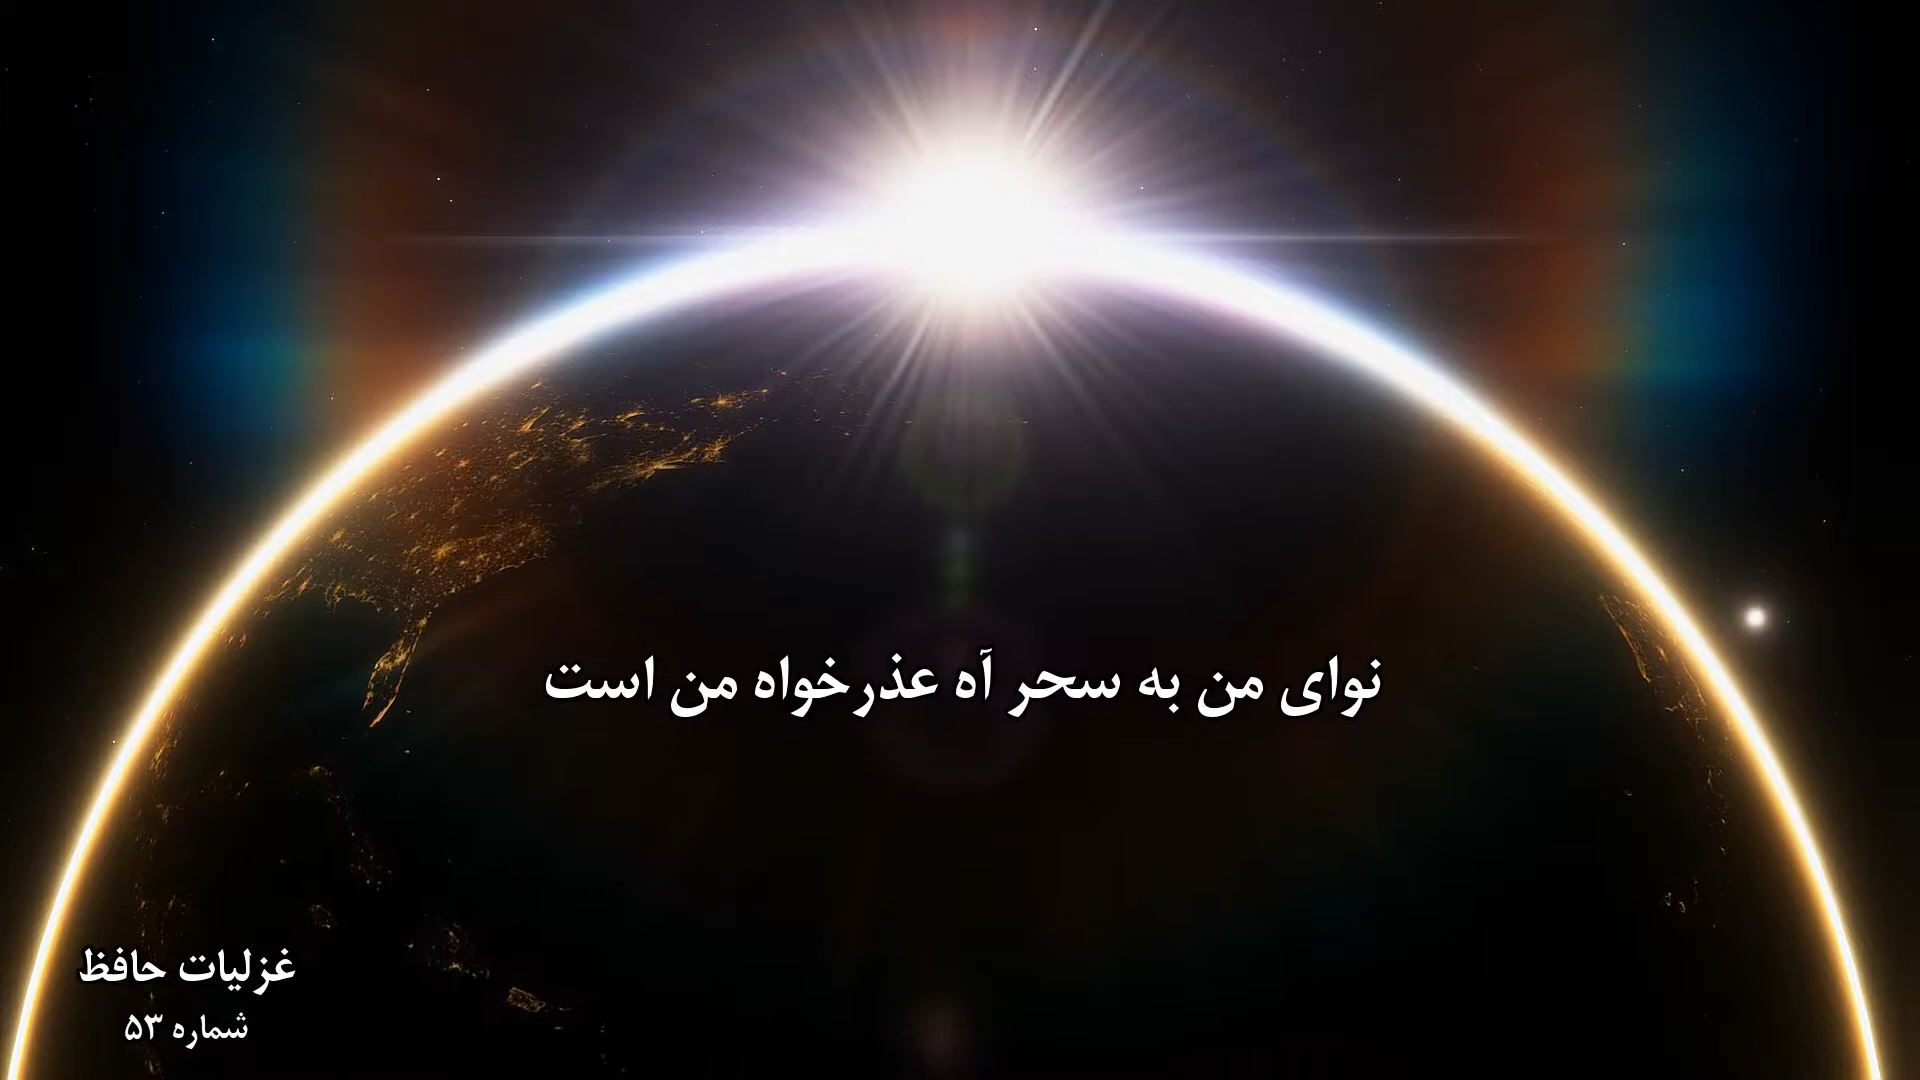 نوای من به سحر آه عذرخواه من است
غزلیات حافظ
شماره ۵۳